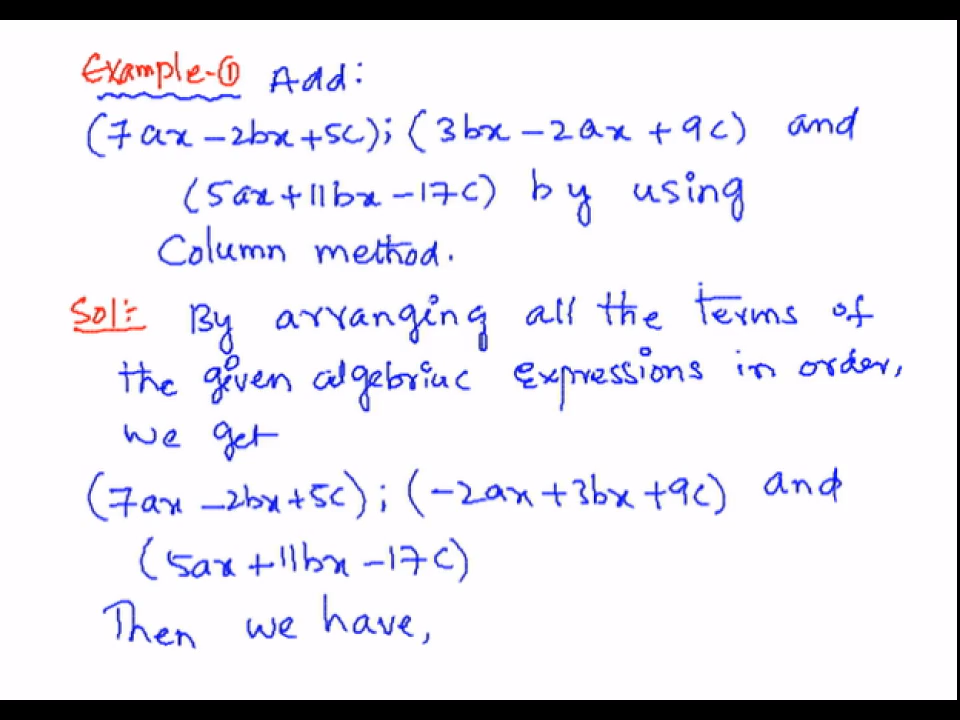 Example-① Add:
(7ax-2bx+5c); (3bx-2ax+9c) and
(5ax+11bx-17c) by using
Column method.
Sol:- By arranging all the terms of
the given algebriuc expressions in order,
we get
(7ax-2bx+5c); (-2ax+3bx+9c) and
(5ax+11bx-17c)
Then we have,